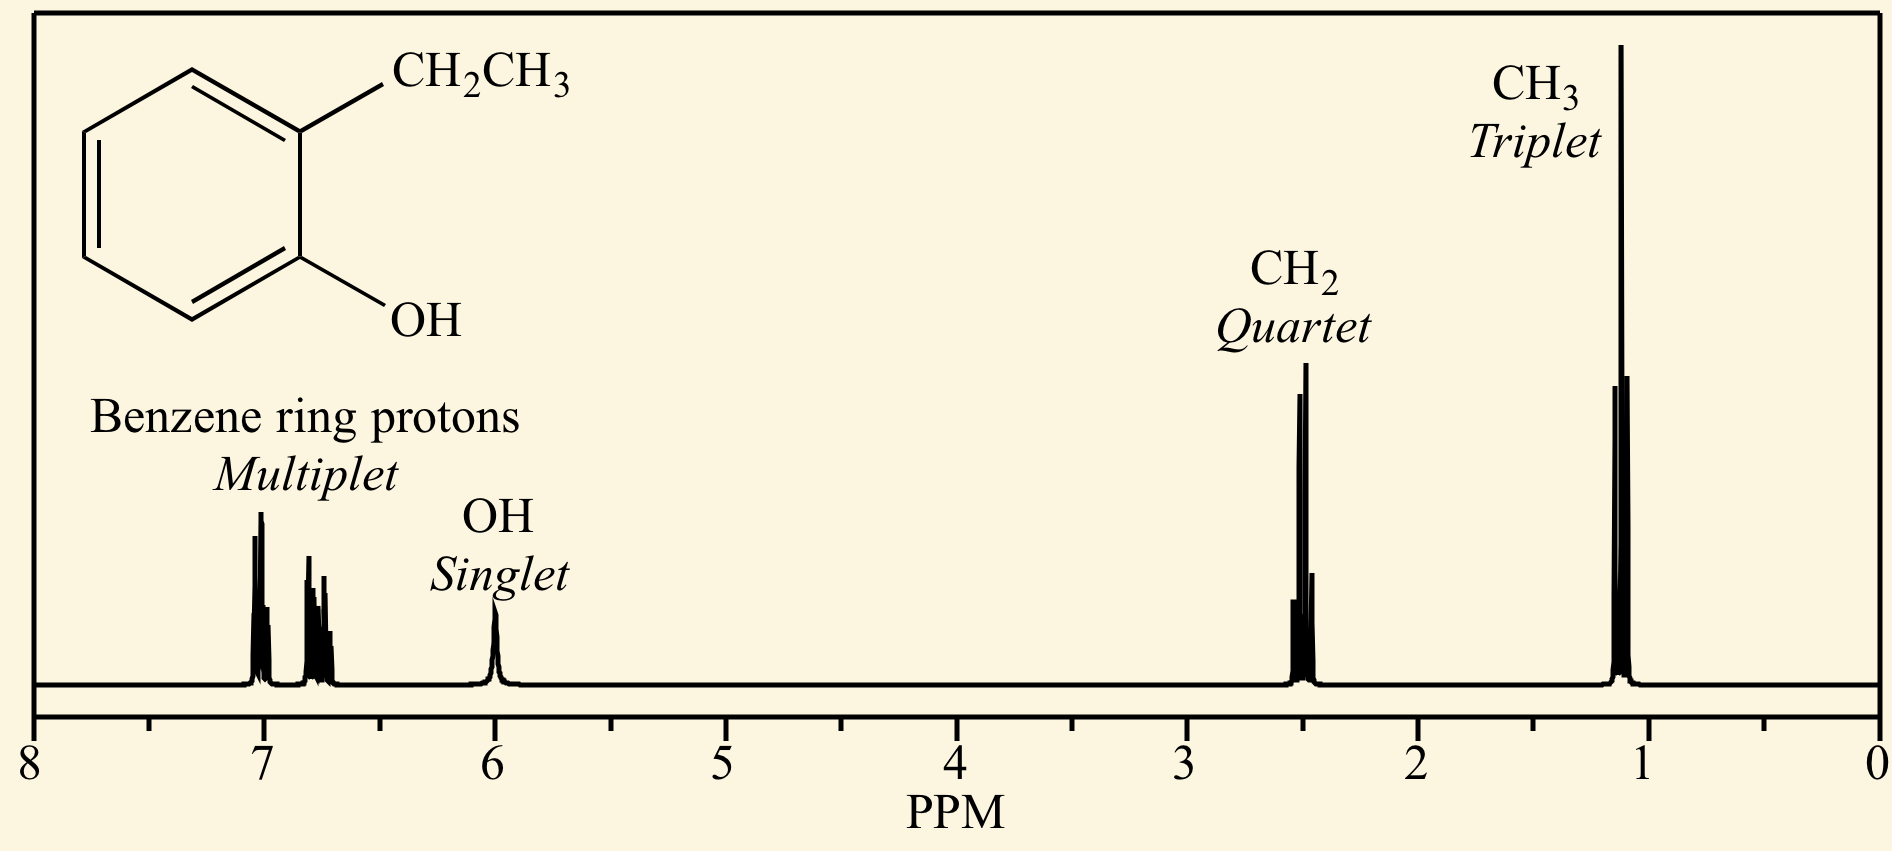 CH₂CH₃
OH
CH₃
Triplet
CH₂
Quartet
Benzene ring protons
Multiplet
OH
Singlet
8 7 6 5 4 3 2 1 0
PPM